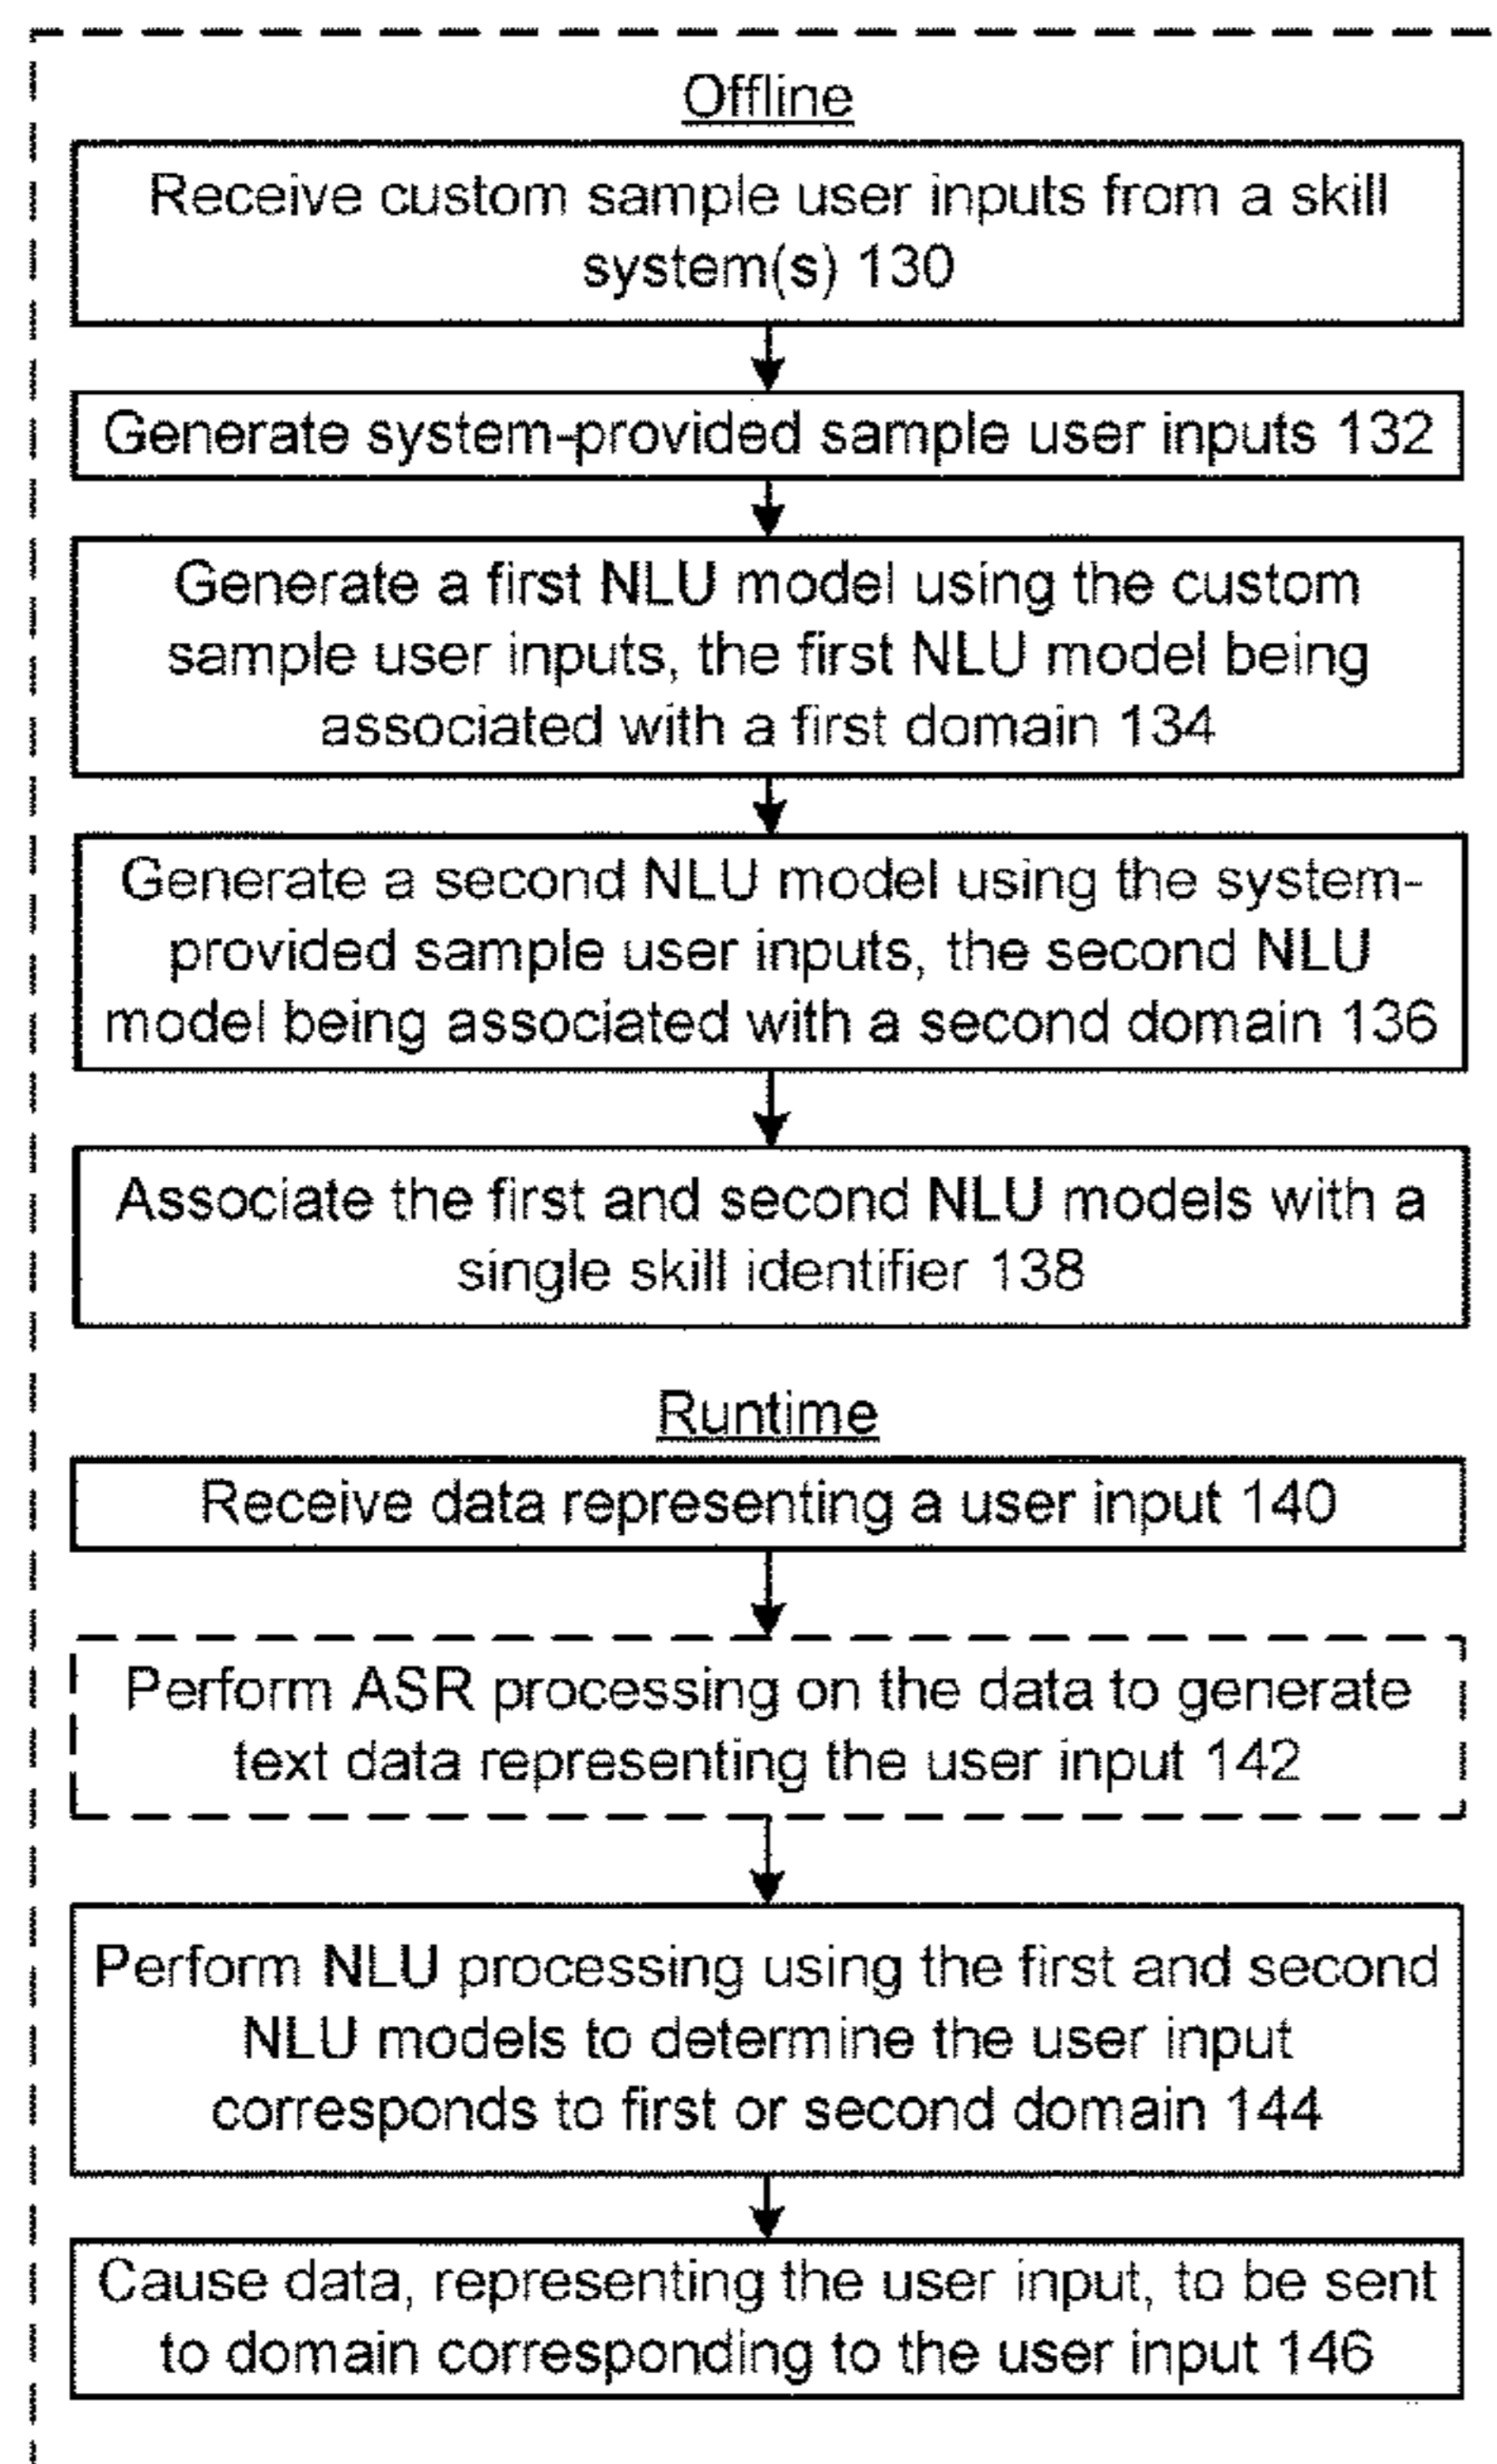 Offline
Receive custom sample user inputs from a skill
system(s) 130
Generate system-provided sample user inputs 132
Generate a first NLU model using the custom
sample user inputs, the first NLU model being
associated with a first domain 134
Generate a second NLU model using the system-
provided sample user inputs, the second NLU
model being associated with a second domain 136
Associate the first and second NLU models with a
single skill identifier 138
Runtime
Receive data representing a user input 140
Perform ASR processing on the data to generate
text data representing the user input 142
Perform NLU processing using the first and second
NLU models to determine the user input
corresponds to first or second domain 144
Cause data, representing the user input, to be sent
to domain corresponding to the user input 146